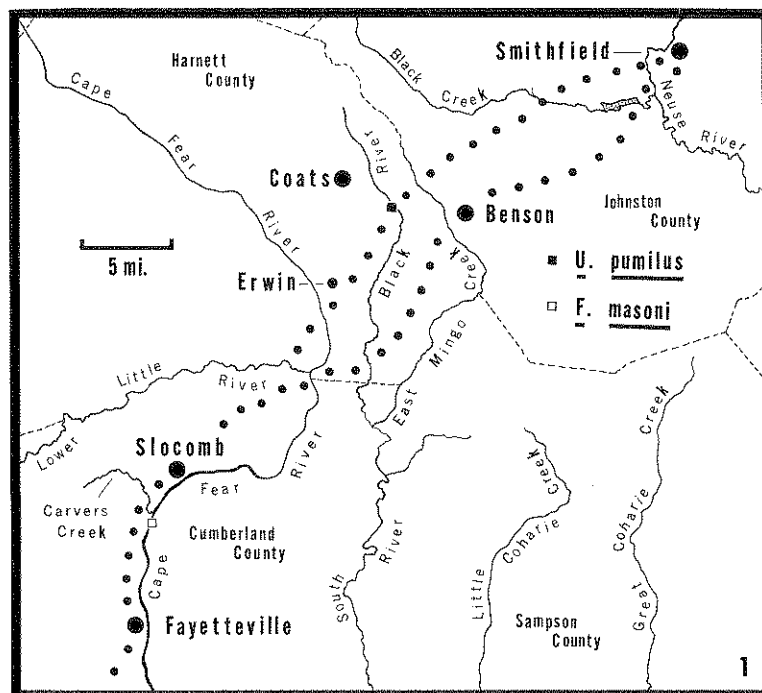 Smithfield
Harnett
County
Black
Creek
Cape
Fear
River
Neuse
River
River
Coats
Benson
Johnston
County
5 mi.
Erwin
Black
Creek
Mingo
East
U. pumilus
F. masoni
Little
River
Lower
Slocomb
Fear
River
Carvers
Creek
Cape
Cumberland
County
Fayetteville
South
River
Little
Coharie
Creek
Great
Coharie
Creek
Sampson
County
1